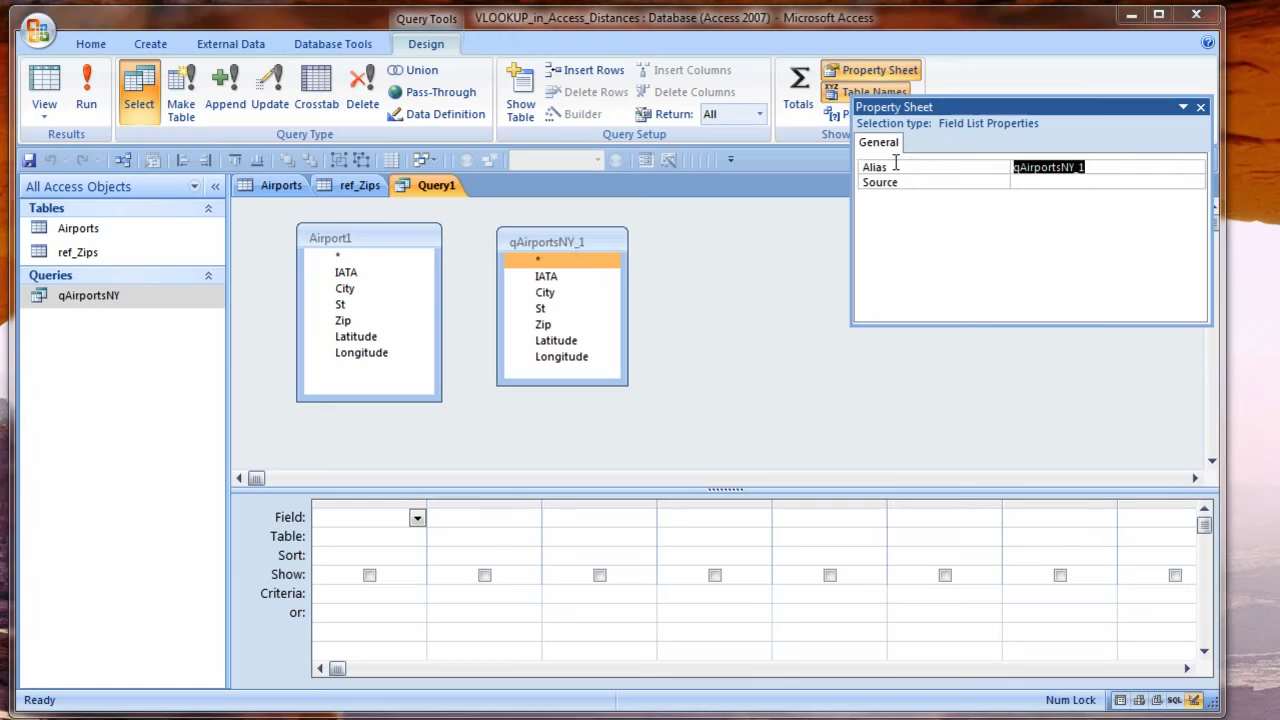 Query Tools
VLOOKUP_in_Access_Distances : Database (Access 2007) - Microsoft Access
Home
Create
External Data
Database Tools
Design
View
Run
Results
Select
Make
Table
Append
Update
Crosstab
Delete
Union
Pass-Through
Data Definition
Query Type
Show
Table
Insert Rows
Delete Rows
Builder
Insert Columns
Delete Columns
Return:
All
Query Setup
Totals
Property Sheet
Table Names
Property Sheet
Selection type: Field List Properties
General
Alias
qAirportsNY_1
Source
All Access Objects
Tables
Airports
ref_Zips
Queries
qAirportsNY
Airports
ref_Zips
Query1
Airport1
*
IATA
City
St
Zip
Latitude
Longitude
qAirportsNY_1
*
IATA
City
St
Zip
Latitude
Longitude
Field:
Table:
Sort:
Show:
Criteria:
or:
Ready
Num Lock
SQL